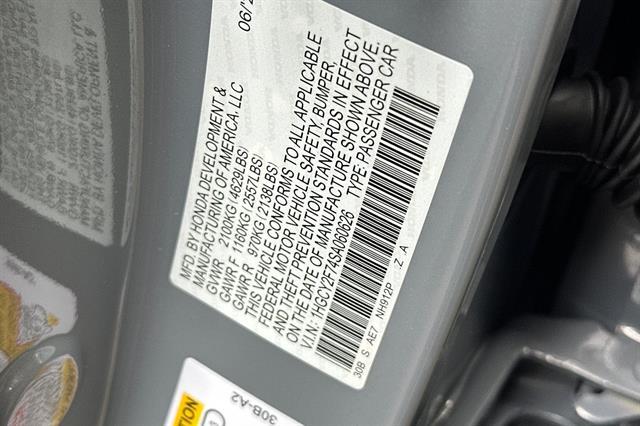 MFD. BY HONDA DEVELOPMENT & 06/
MANUFACTURING OF AMERICA, LLC
GVWR 2100KG (4629LBS)
GAWR F 1160KG (2557LBS)
GAWR R 970KG (2138LBS)
THIS VEHICLE CONFORMS TO ALL APPLICABLE
FEDERAL MOTOR VEHICLE SAFETY, BUMPER,
AND THEFT PREVENTION STANDARDS IN EFFECT
ON THE DATE OF MANUFACTURE SHOWN ABOVE.
V.I.N.: 1HGCY2F74SA060626 TYPE: PASSENGER CAR
30B S AE7 NH912P Z A
30B-A2